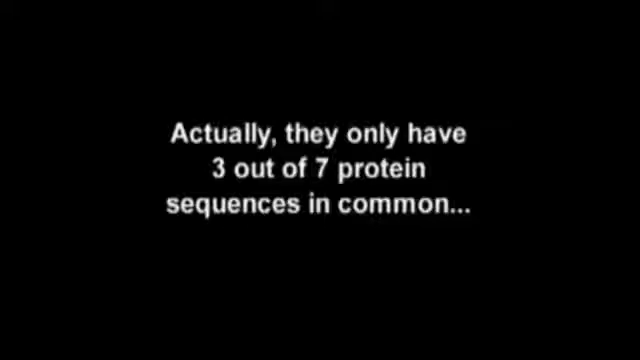 Actually, they only have
3 out of 7 protein
sequences in common...